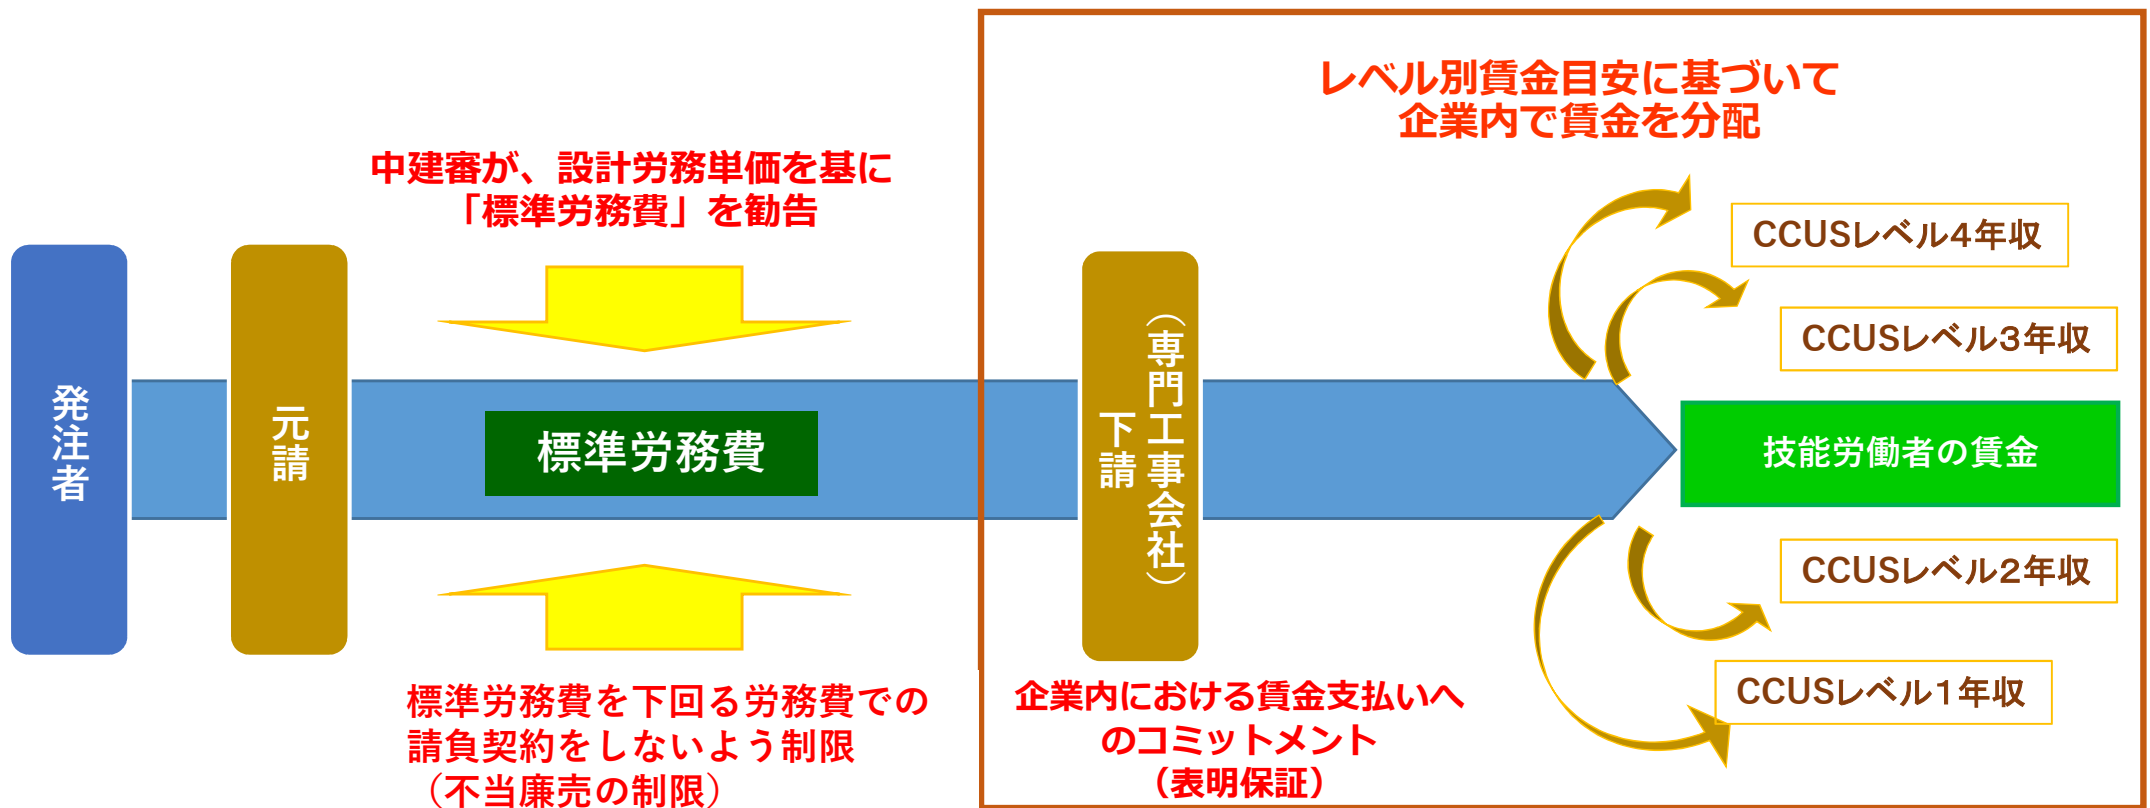 レベル別賃金目安に基づいて
企業内で賃金を分配
中建審が、設計労務単価を基に
「標準労務費」を勧告
発注者
元請
標準労務費
（専門工事会社）
下請
CCUSレベル４年収
CCUSレベル３年収
技能労働者の賃金
CCUSレベル２年収
CCUSレベル１年収
標準労務費を下回る労務費での
請負契約をしないよう制限
（不当廉売の制限）
企業内における賃金支払いへ
のコミットメント
（表明保証）